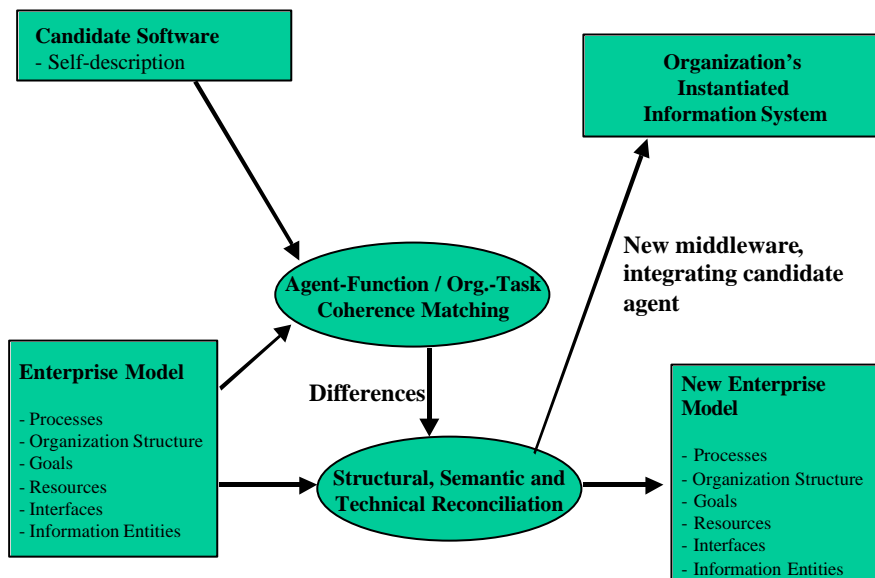 Candidate Software
- Self-description
Organization's
Instantiated
Information System
New middleware,
integrating candidate
agent
Agent-Function / Org.-Task
Coherence Matching
Enterprise Model
- Processes
- Organization Structure
- Goals
- Resources
- Interfaces
- Information Entities
Differences
Structural, Semantic and
Technical Reconciliation
New Enterprise
Model
- Processes
- Organization Structure
- Goals
- Resources
- Interfaces
- Information Entities